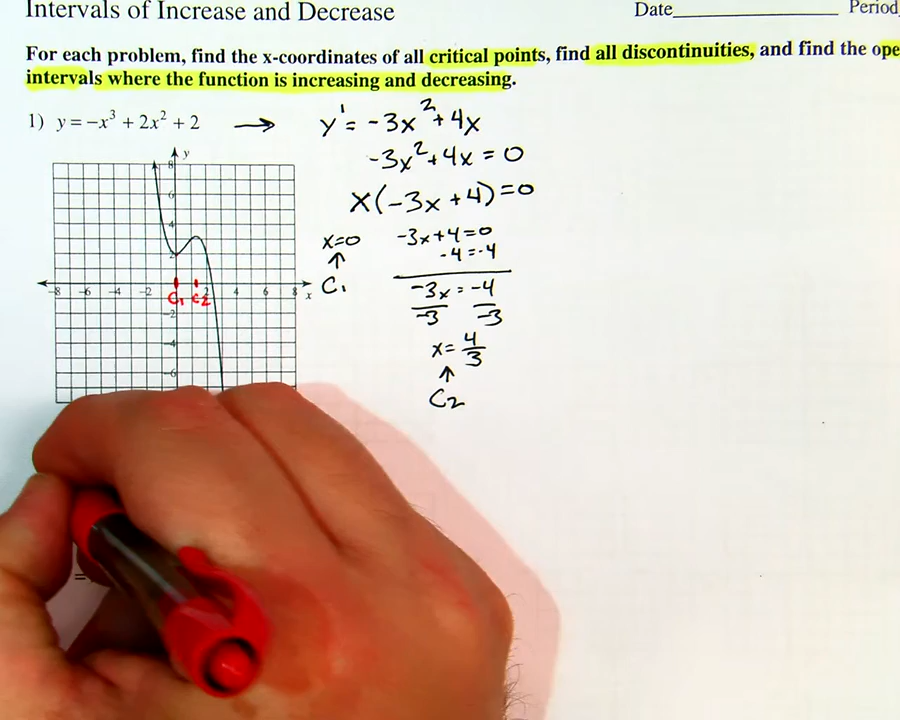 Intervals of Increase and Decrease
Date Period
For each problem, find the x-coordinates of all critical points, find all discontinuities, and find the ope
intervals where the function is increasing and decreasing.
1) y = −x³ + 2x² + 2 → y' = -3x² + 4x
-3x² + 4x = 0
x(-3x + 4) = 0
x=0
↑
C₁
-3x+4=0
-4 = -4
-3x = -4
-3 -3
x = 4/3
↑
C₂
y
8
6
4
2
-8 -6 -4 -2 2 4 6 8 x
C₁ C₂
-2
-4
-6
=